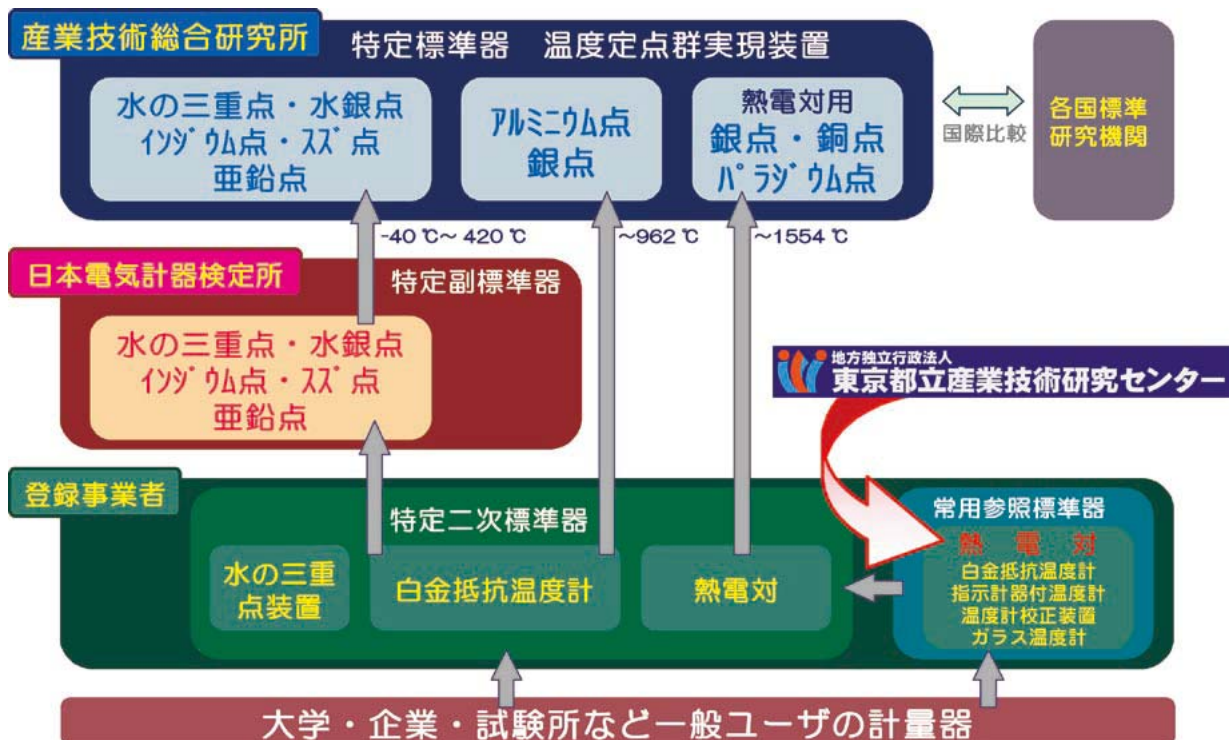 産業技術総合研究所
特定標準器 温度定点群実現装置
水の三重点・水銀点
インジウム点・スズ点
亜鉛点
アルミニウム点
銀点
熱電対用
銀点・銅点
パラジウム点
国際比較
各国標準
研究機関
-40℃～420℃
～962℃
～1554℃
日本電気計器検定所
特定副標準器
水の三重点・水銀点
インジウム点・スズ点
亜鉛点
地方独立行政法人
東京都立産業技術研究センター
登録事業者
特定二次標準器
水の三重
点装置
白金抵抗温度計
熱電対
常用参照標準器
熱電対
白金抵抗温度計
指示計器付温度計
温度計校正装置
ガラス温度計
大学・企業・試験所など一般ユーザの計量器